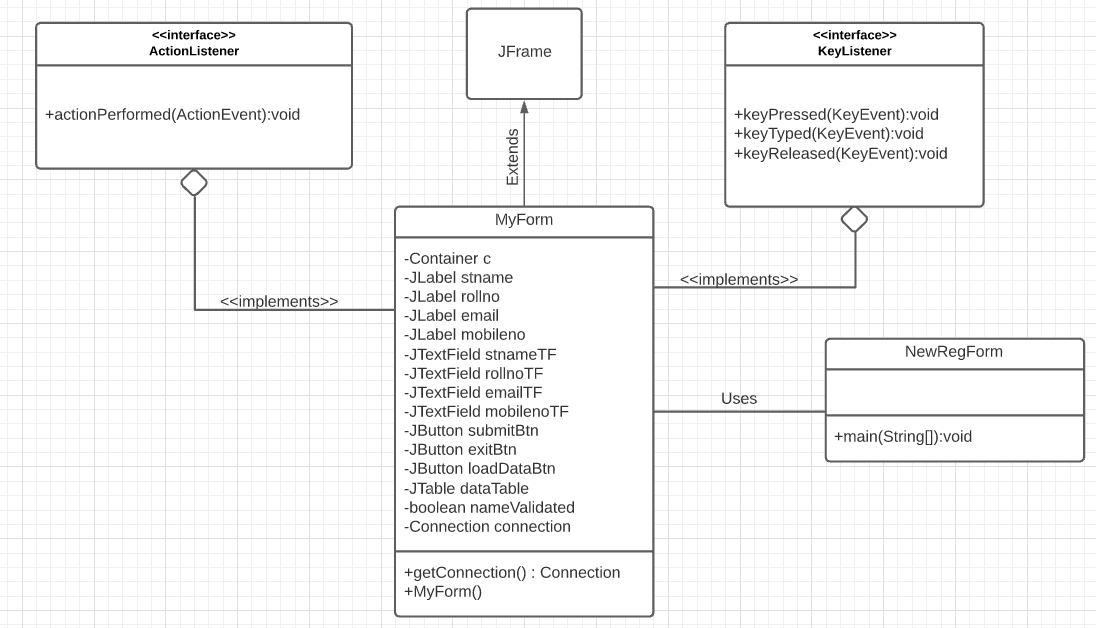 <<interface>>
ActionListener
+actionPerformed(ActionEvent):void
JFrame
<<interface>>
KeyListener
+keyPressed(KeyEvent):void
+keyTyped(KeyEvent):void
+keyReleased(KeyEvent):void
Extends
<<implements>>
<<implements>>
MyForm
-Container c
-JLabel stname
-JLabel rollno
-JLabel email
-JLabel mobileno
-JTextField stnameTF
-JTextField rollnoTF
-JTextField emailTF
-JTextField mobilenoTF
-JButton submitBtn
-JButton exitBtn
-JButton loadDataBtn
-JTable dataTable
-boolean nameValidated
-Connection connection
+getConnection() : Connection
+MyForm()
Uses
NewRegForm
+main(String[]):void